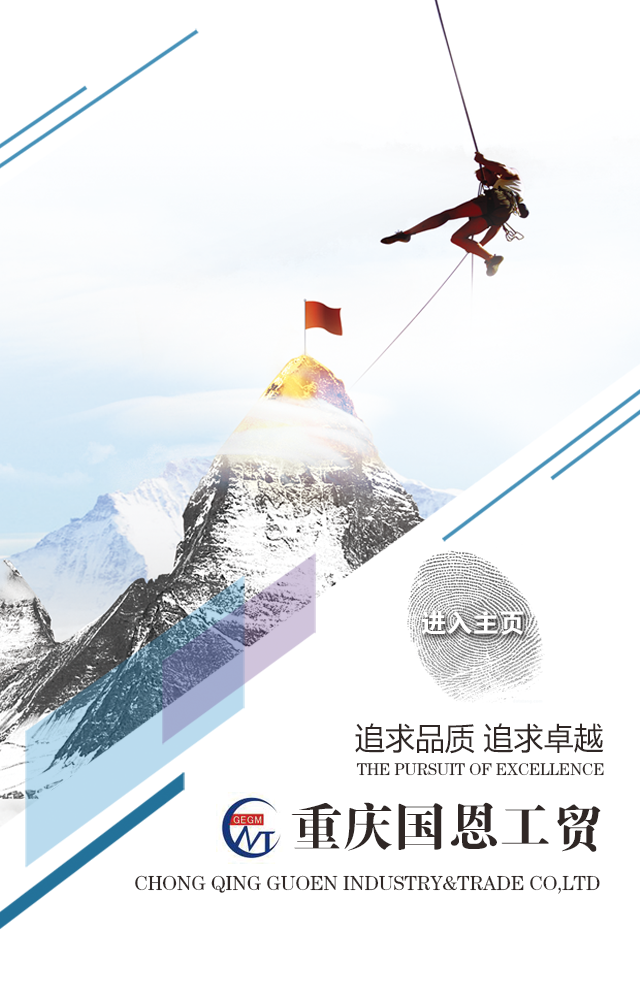 进入主页
追求品质 追求卓越
THE PURSUIT OF EXCELLENCE
GEGM
重庆国恩工贸
CHONG QING GUOEN INDUSTRY&TRADE CO,LTD